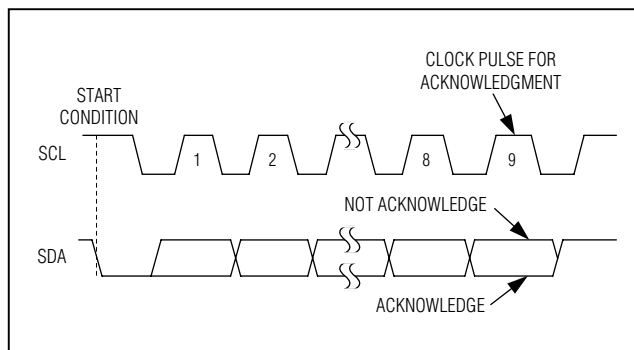 CLOCK PULSE FOR
ACKNOWLEDGMENT
START
CONDITION
SCL
1
2
8
9
NOT ACKNOWLEDGE
SDA
ACKNOWLEDGE